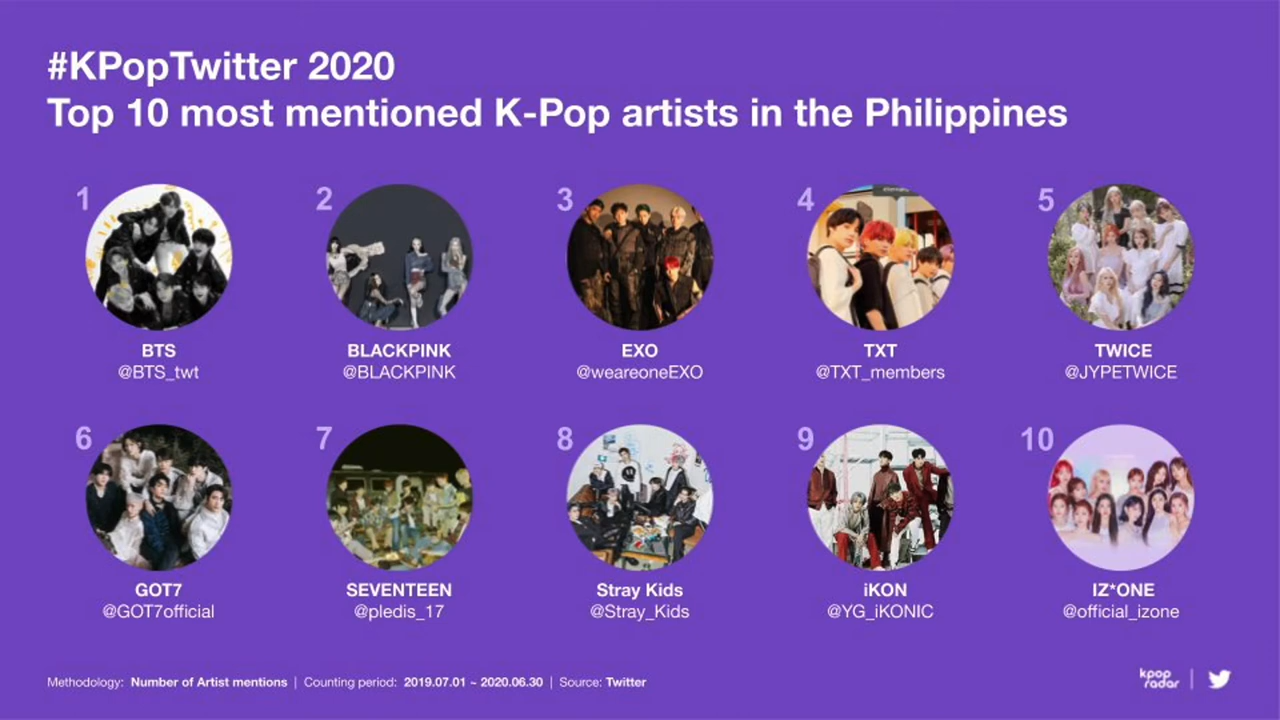 #KPopTwitter 2020
Top 10 most mentioned K-Pop artists in the Philippines
1
2
3
4
5
BTS
BLACKPINK
EXO
TXT
TWICE
@BTS_twt
@BLACKPINK
@weareoneEXO
@TXT_members
@JYPETWICE
6
7
8
9
10
GOT7
SEVENTEEN
Stray Kids
iKON
IZ*ONE
@GOT7official
@pledis_17
@Stray_Kids
@YG_iKONIC
@official_izone
Methodology: Number of Artist mentions | Counting period: 2019.07.01 ~ 2020.06.30 | Source: Twitter
kpop
radar